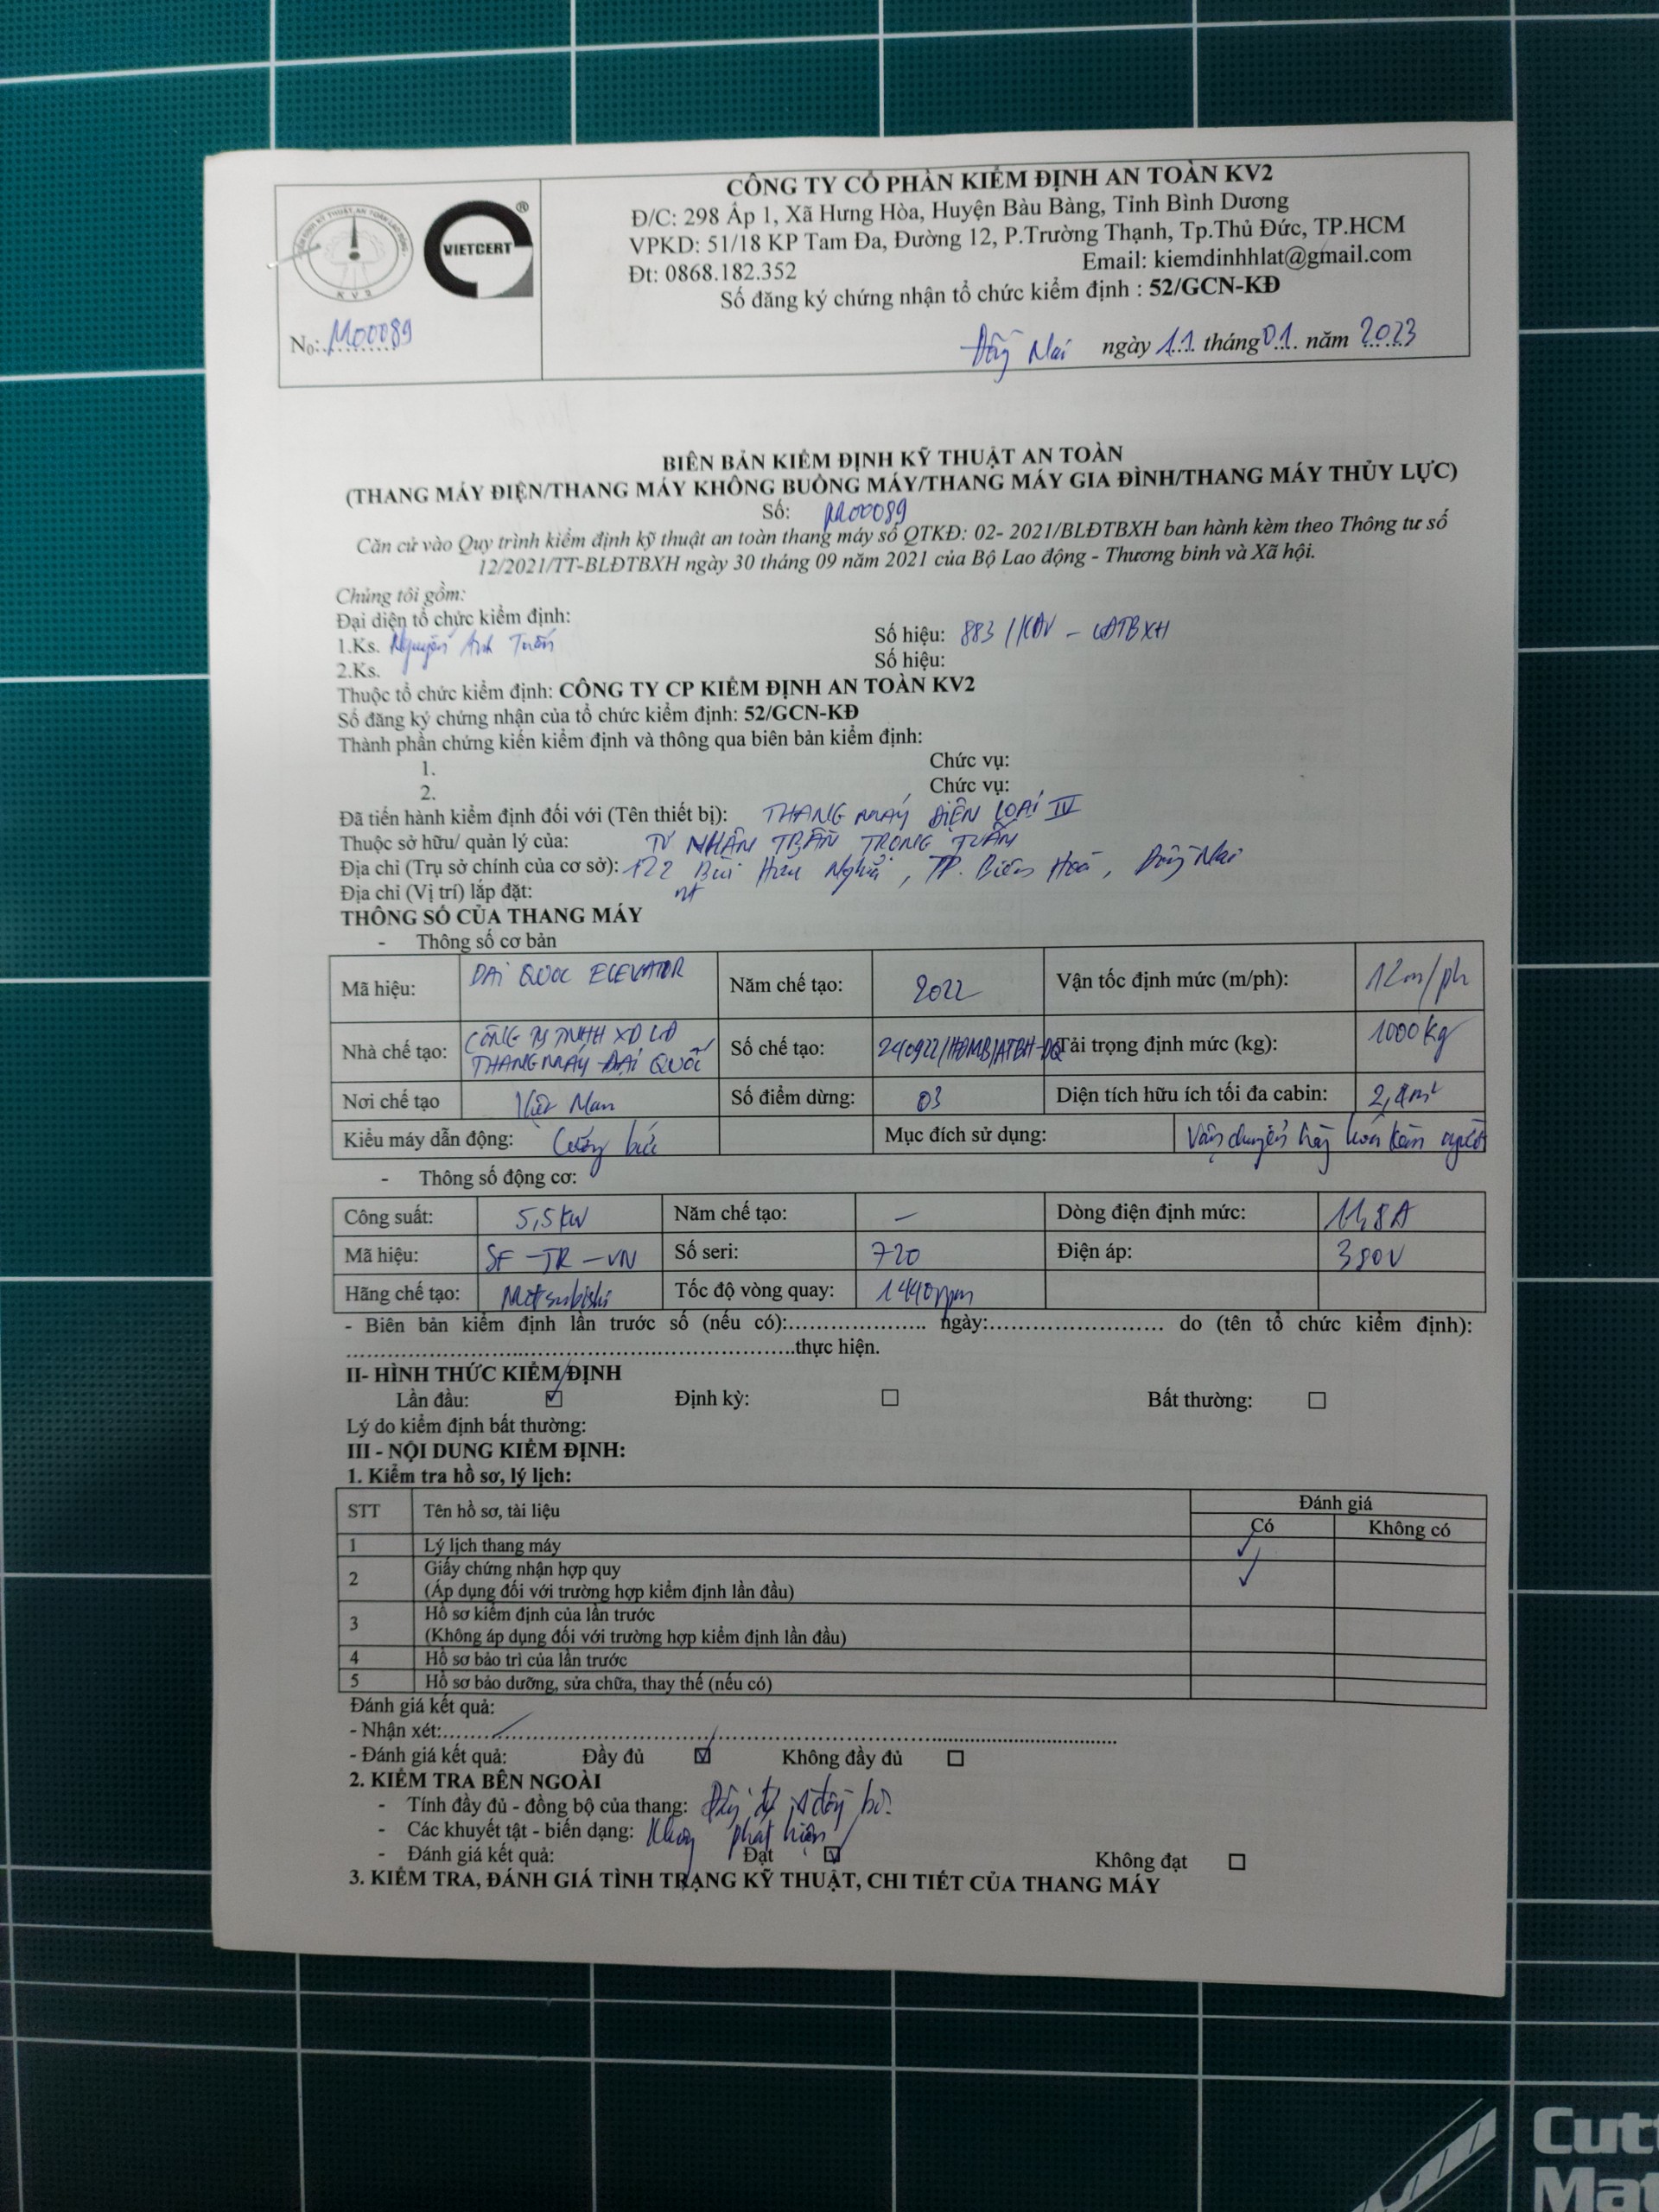 CÔNG TY CỔ PHẦN KIỂM ĐỊNH AN TOÀN KV2
Đ/C: 298 Ấp 1, Xã Hưng Hòa, Huyện Bàu Bàng, Tỉnh Bình Dương
VPKD: 51/18 KP Tam Đa, Đường 12, P.Trường Thạnh, Tp.Thủ Đức, TP.HCM
Đt: 0868.182.352 Email: kiemdinhhlat@gmail.com
Số đăng ký chứng nhận tổ chức kiểm định : 52/GCN-KĐ
VIETCERT ®
KV2
No: M00089
Đồng Nai ngày 11 tháng 01 năm 2023
BIÊN BẢN KIỂM ĐỊNH KỸ THUẬT AN TOÀN
(THANG MÁY ĐIỆN/THANG MÁY KHÔNG BUỒNG MÁY/THANG MÁY GIA ĐÌNH/THANG MÁY THỦY LỰC)
Số: M00089
Căn cứ vào Quy trình kiểm định kỹ thuật an toàn thang máy số QTKĐ: 02- 2021/BLĐTBXH ban hành kèm theo Thông tư số
12/2021/TT-BLĐTBXH ngày 30 tháng 09 năm 2021 của Bộ Lao động - Thương binh và Xã hội.
Chúng tôi gồm:
Đại diện tổ chức kiểm định:
1.Ks. Nguyễn Anh Tuấn Số hiệu: 883/KĐV - LĐTBXH
2.Ks. Số hiệu:
Thuộc tổ chức kiểm định: CÔNG TY CP KIỂM ĐỊNH AN TOÀN KV2
Số đăng ký chứng nhận của tổ chức kiểm định: 52/GCN-KĐ
Thành phần chứng kiến kiểm định và thông qua biên bản kiểm định:
1. Chức vụ:
2. Chức vụ:
Đã tiến hành kiểm định đối với (Tên thiết bị): THANG MÁY ĐIỆN LOẠI IV
Thuộc sở hữu/ quản lý của: TƯ NHÂN TRẦN TRỌNG TUẤN
Địa chỉ (Trụ sở chính của cơ sở): 122 Bùi Hữu Nghĩa, TP. Biên Hoà, Đồng Nai
Địa chỉ (Vị trí) lắp đặt: nt
THÔNG SỐ CỦA THANG MÁY
- Thông số cơ bản
Mã hiệu: ĐẠI QUỐC ELEVATOR Năm chế tạo: 2022 Vận tốc định mức (m/ph): 12m/ph
Nhà chế tạo: CÔNG TY TNHH XD LĐ THANG MÁY ĐẠI QUỐC Số chế tạo: 240922/HĐMB/ATĐH-ĐQ Tải trọng định mức (kg): 1000kg
Nơi chế tạo Việt Nam Số điểm dừng: 03 Diện tích hữu ích tối đa cabin: 2,4m²
Kiểu máy dẫn động: Cưỡng bức Mục đích sử dụng: Vận chuyển hàng hoá kèm người
- Thông số động cơ:
Công suất: 5,5kW Năm chế tạo: - Dòng điện định mức: 11,8A
Mã hiệu: SF-JR-VN Số seri: 720 Điện áp: 380V
Hãng chế tạo: Mitsubishi Tốc độ vòng quay: 1440rpm
- Biên bản kiểm định lần trước số (nếu có):.................... ngày:......................... do (tên tổ chức kiểm định):
................................................................thực hiện.
II- HÌNH THỨC KIỂM ĐỊNH
Lần đầu: ☑ Định kỳ: ☐ Bất thường: ☐
Lý do kiểm định bất thường:
III - NỘI DUNG KIỂM ĐỊNH:
1. Kiểm tra hồ sơ, lý lịch:
STT Tên hồ sơ, tài liệu Đánh giá
Có Không có
1 Lý lịch thang máy ✓
2 Giấy chứng nhận hợp quy ✓
(Áp dụng đối với trường hợp kiểm định lần đầu)
3 Hồ sơ kiểm định của lần trước
(Không áp dụng đối với trường hợp kiểm định lần đầu)
4 Hồ sơ bảo trì của lần trước
5 Hồ sơ bảo dưỡng, sửa chữa, thay thế (nếu có)
Đánh giá kết quả:
- Nhận xét:..........................................................................
- Đánh giá kết quả: Đầy đủ ☑ Không đầy đủ ☐
2. KIỂM TRA BÊN NGOÀI
- Tính đầy đủ - đồng bộ của thang: Đầy đủ, đồng bộ.
- Các khuyết tật - biến dạng: Không phát hiện
- Đánh giá kết quả: Đạt ☑ Không đạt ☐
3. KIỂM TRA, ĐÁNH GIÁ TÌNH TRẠNG KỸ THUẬT, CHI TIẾT CỦA THANG MÁY